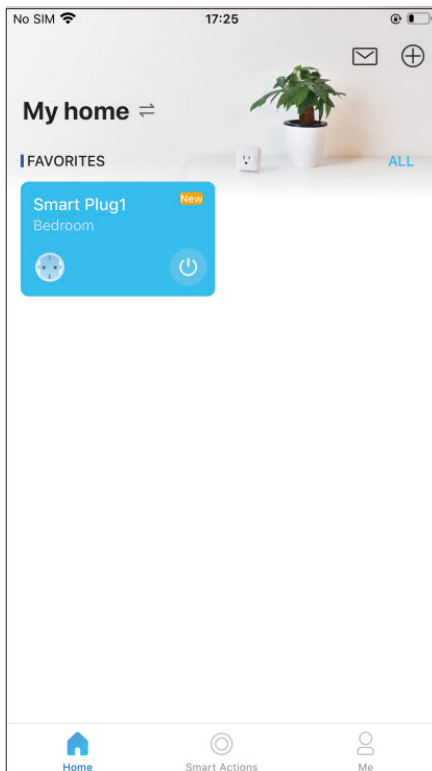 No SIM 17:25
My home
FAVORITES ALL
Smart Plug1 New
Bedroom
Home Smart Actions Me